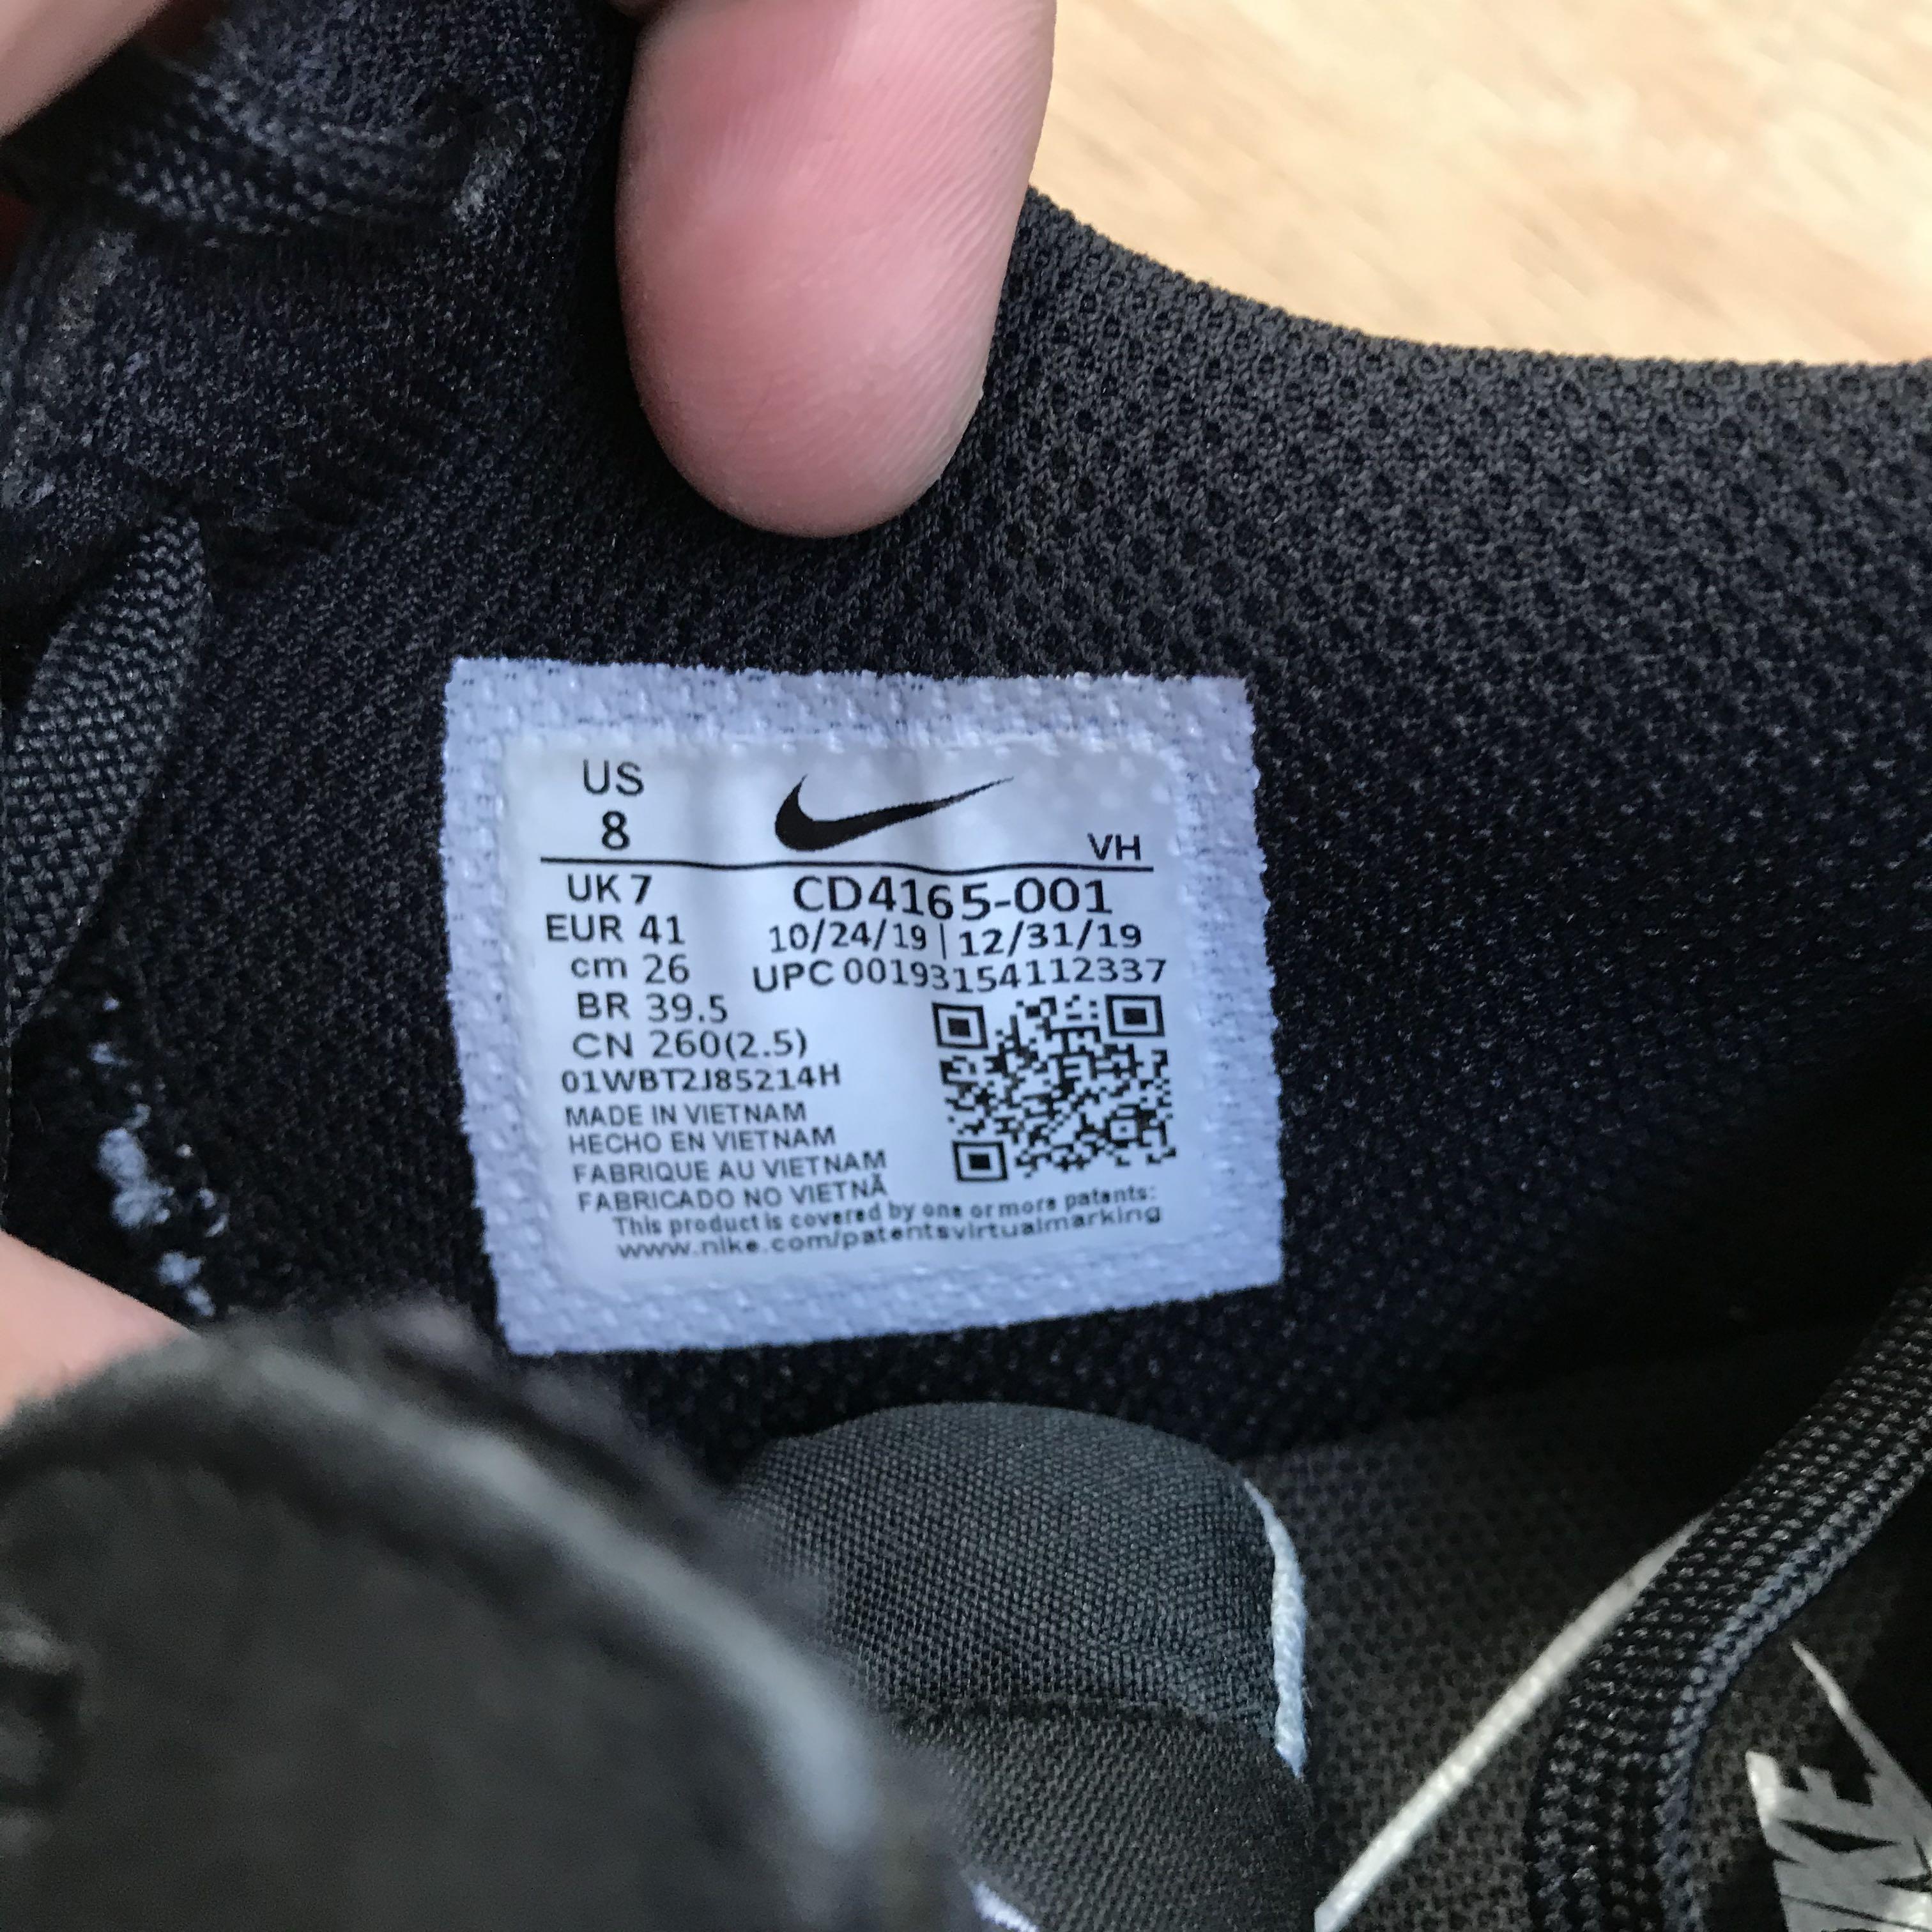 US
8
VH
UK 7
CD4165-001
EUR 41
10/24/19 | 12/31/19
cm 26
UPC 00193154112337
BR 39.5
CN 260(2.5)
01WBT2J85214H
MADE IN VIETNAM
HECHO EN VIETNAM
FABRIQUE AU VIETNAM
FABRICADO NO VIETNÃ
This product is covered by one or more patents:
www.nike.com/patentsvirtualmarking
NIKE